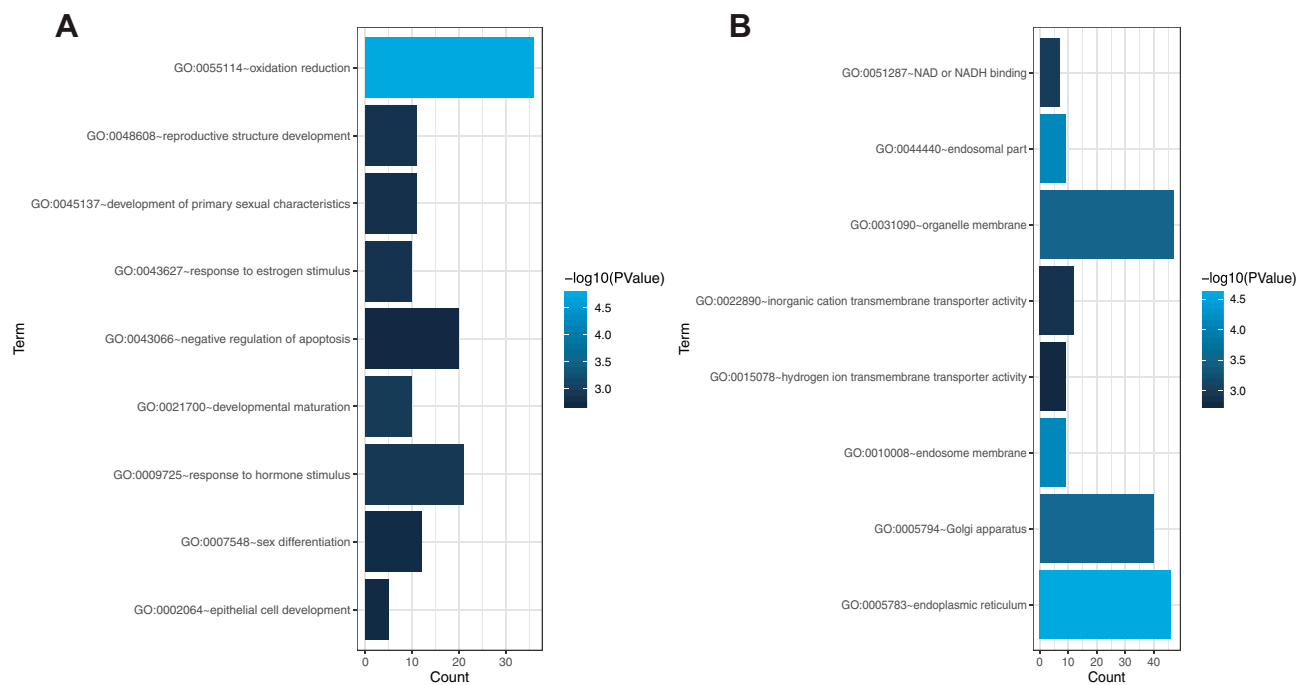 A
Term
GO:0055114~oxidation reduction
GO:0048608~reproductive structure development
GO:0045137~development of primary sexual characteristics
GO:0043627~response to estrogen stimulus
GO:0043066~negative regulation of apoptosis
GO:0021700~developmental maturation
GO:0009725~response to hormone stimulus
GO:0007548~sex differentiation
GO:0002064~epithelial cell development
0 10 20 30
Count
−log10(PValue)
4.5
4.0
3.5
3.0
B
Term
GO:0051287~NAD or NADH binding
GO:0044440~endosomal part
GO:0031090~organelle membrane
GO:0022890~inorganic cation transmembrane transporter activity
GO:0015078~hydrogen ion transmembrane transporter activity
GO:0010008~endosome membrane
GO:0005794~Golgi apparatus
GO:0005783~endoplasmic reticulum
0 10 20 30 40
Count
−log10(PValue)
4.5
4.0
3.5
3.0